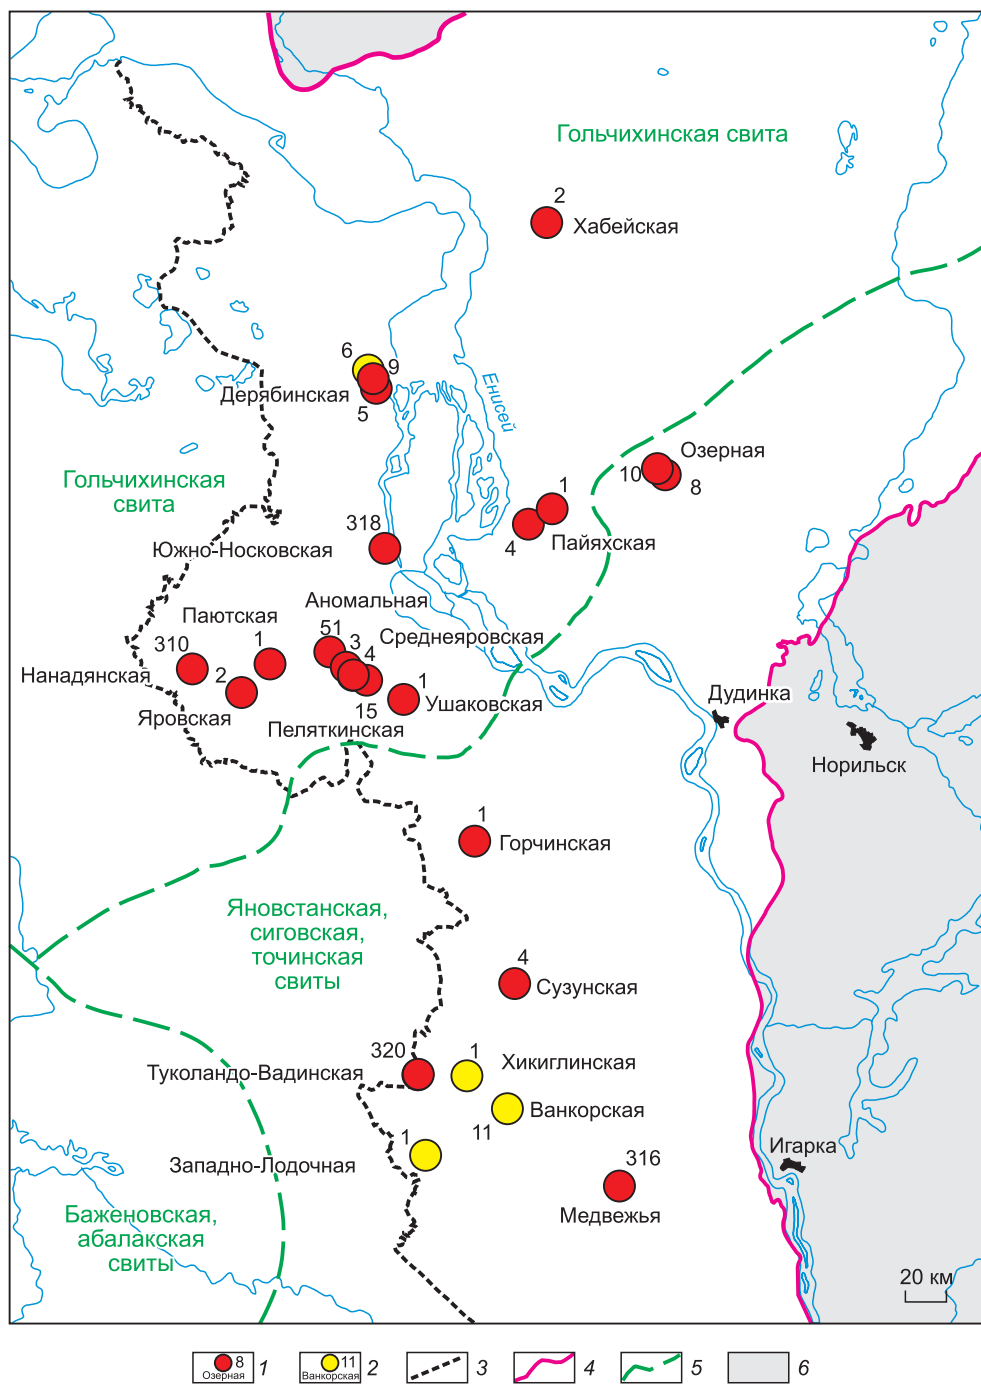 Гольчихинская свита
2
Хабейская
6
9
Дерябинская
5
Енисей
Озерная
10
8
Гольчихинская
свита
1
4
Пайяхская
318
Южно-Носковская
Аномальная
Паютская
51
Среднеяровская
310
1
3
4
Нанадянская
2
1
Яровская
15
Ушаковская
Пеляткинская
Дудинка
Норильск
1
Горчинская
Яновстанская,
сиговская,
точинская
свиты
4
Сузунская
320
1
Хикиглинская
Туколандо-Вадинская
Ванкорская
11
1
Западно-Лодочная
316
Медвежья
Игарка
Баженовская,
абалакская
свиты
20 км
8
Озерная
1
11
Ванкорская
2
3
4
5
6